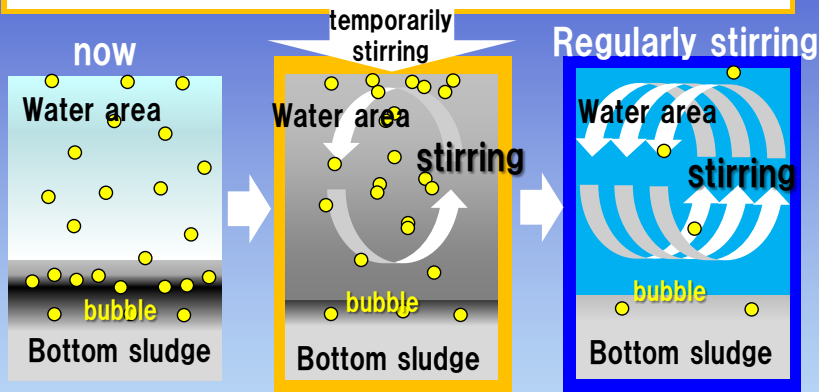 temporarily
stirring
now
Regularly stirring
Water area
Water area
Water area
stirring
stirring
bubble
bubble
bubble
Bottom sludge
Bottom sludge
Bottom sludge